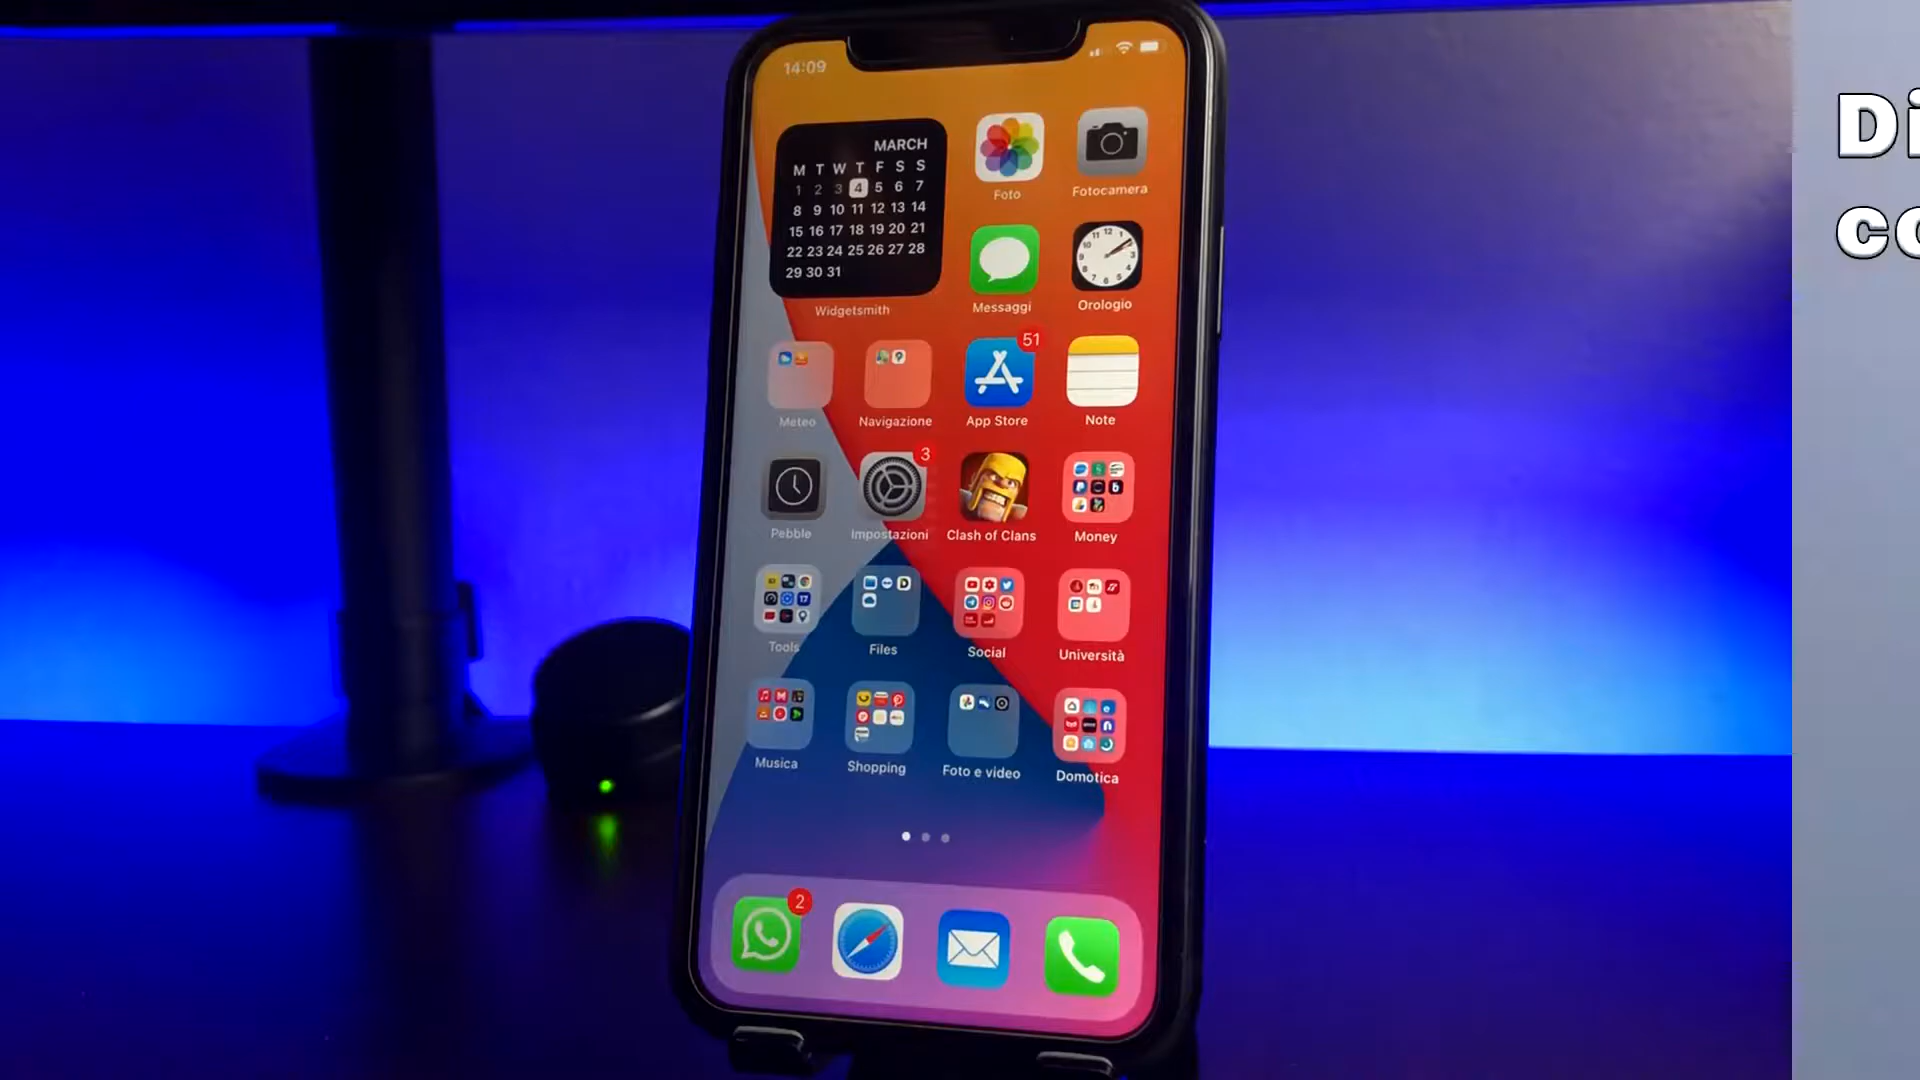 14:09
MARCH
M T W T F S S
1 2 3 4 5 6 7
8 9 10 11 12 13 14
15 16 17 18 19 20 21
22 23 24 25 26 27 28
29 30 31
Widgetsmith
Foto
Fotocamera
Messaggi
Orologio
51
Meteo
Navigazione
App Store
Note
3
Pebble
Impostazioni
Clash of Clans
Money
Tools
Files
Social
Università
Musica
Shopping
Foto e video
Domotica
2
Di
co